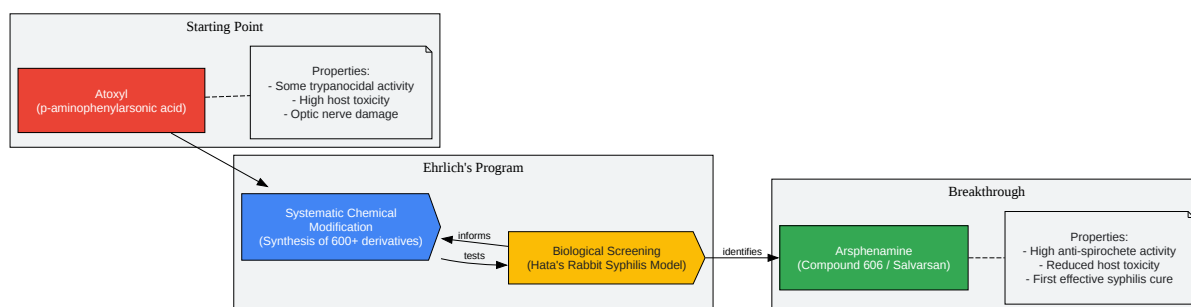 Starting Point
Atoxyl
(p-aminophenylarsonic acid)
Properties:
- Some trypanocidal activity
- High host toxicity
- Optic nerve damage
Ehrlich's Program
Systematic Chemical
Modification
(Synthesis of 600+ derivatives)
informs
tests
Biological Screening
(Hata's Rabbit Syphilis Model)
identifies
Breakthrough
Arsphenamine
(Compound 606 / Salvarsan)
Properties:
- High anti-spirochete activity
- Reduced host toxicity
- First effective syphilis cure